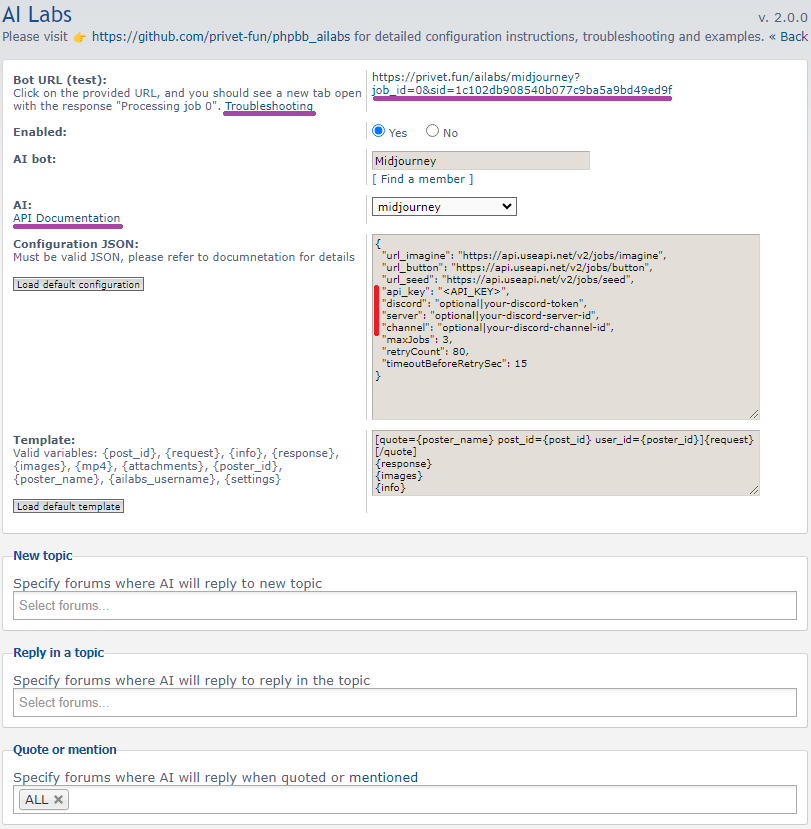 AI Labs
v. 2.0.0
Please visit 👉 https://github.com/privet-fun/phpbb_ailabs for detailed configuration instructions, troubleshooting and examples. « Back
Bot URL (test):
Click on the provided URL, and you should see a new tab open
with the response "Processing job 0". Troubleshooting
https://privet.fun/ailabs/midjourney?
job_id=0&sid=1c102db908540b077c9ba5a9bd49ed9f
Enabled:
Yes No
AI bot:
Midjourney
[ Find a member ]
AI:
API Documentation
midjourney
Configuration JSON:
Must be valid JSON, please refer to documnetation for details
Load default configuration
{
"url_imagine": "https://api.useapi.net/v2/jobs/imagine",
"url_button": "https://api.useapi.net/v2/jobs/button",
"url_seed": "https://api.useapi.net/v2/jobs/seed",
"api_key": "<API_KEY>",
"discord": "optional|your-discord-token",
"server": "optional|your-discord-server-id",
"channel": "optional|your-discord-channel-id",
"maxJobs": 3,
"retryCount": 80,
"timeoutBeforeRetrySec": 15
}
Template:
Valid variables: {post_id}, {request}, {info}, {response},
{images}, {mp4}, {attachments}, {poster_id},
{poster_name}, {ailabs_username}, {settings}
Load default template
[quote={poster_name} post_id={post_id} user_id={poster_id}]{request}
[/quote]
{response}
{images}
{info}
New topic
Specify forums where AI will reply to new topic
Select forums...
Reply in a topic
Specify forums where AI will reply to reply in the topic
Select forums...
Quote or mention
Specify forums where AI will reply when quoted or mentioned
ALL ×